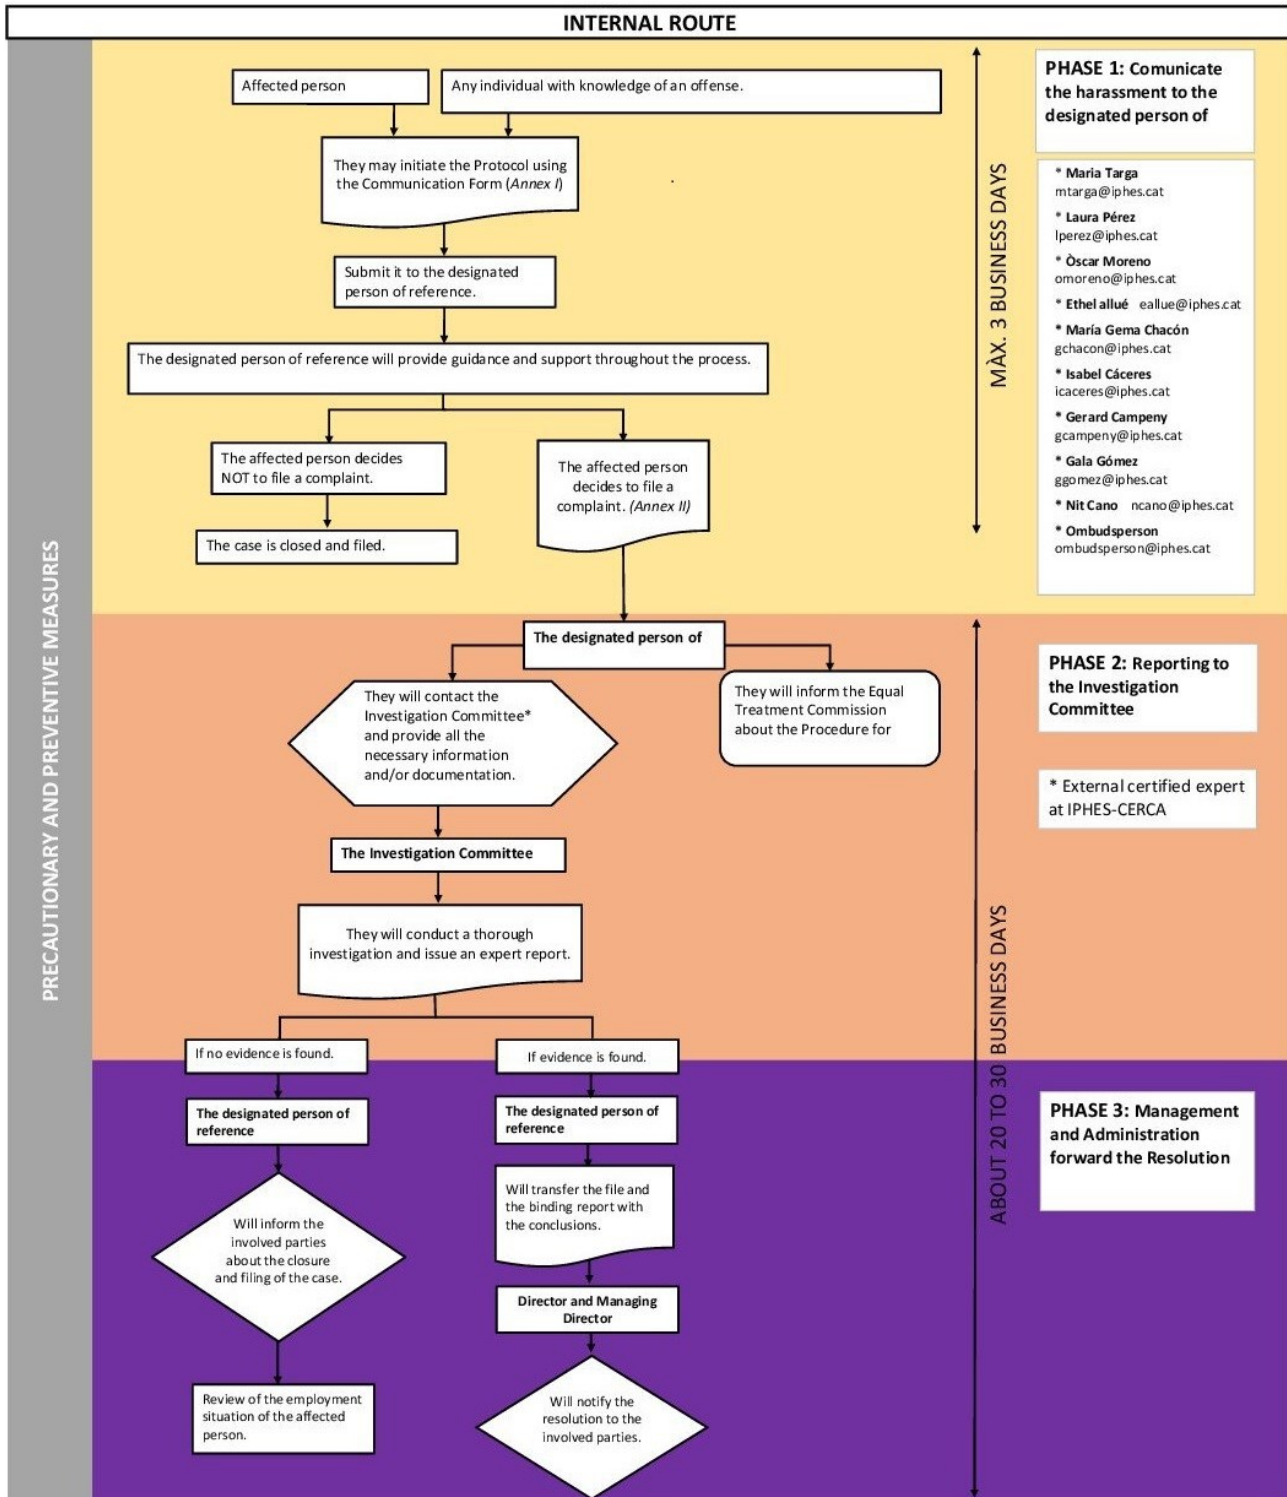 INTERNAL ROUTE
PRECAUTIONARY AND PREVENTIVE MEASURES
Affected person
Any individual with knowledge of an offense.
They may initiate the Protocol using
the Communication Form (Annex I)
Submit it to the designated
person of reference.
The designated person of reference will provide guidance and support throughout the process.
The affected person decides
NOT to file a complaint.
The case is closed and filed.
The affected person
decides to file a
complaint. (Annex II)
MÀX. 3 BUSINESS DAYS
PHASE 1: Comunicate
the harassment to the
designated person of
* Maria Targa
mtarga@iphes.cat
* Laura Pérez
lperez@iphes.cat
* Òscar Moreno
omoreno@iphes.cat
* Ethel allué eallue@iphes.cat
* María Gema Chacón
gchacon@iphes.cat
* Isabel Cáceres
icaceres@iphes.cat
* Gerard Campeny
gcampeny@iphes.cat
* Gala Gómez
ggomez@iphes.cat
* Nit Cano ncano@iphes.cat
* Ombudsperson
ombudsperson@iphes.cat
The designated person of
They will contact the
Investigation Committee*
and provide all the
necessary information
and/or documentation.
They will inform the Equal
Treatment Commission
about the Procedure for
The Investigation Committee
They will conduct a thorough
investigation and issue an expert report.
If no evidence is found.
If evidence is found.
ABOUT 20 TO 30 BUSINESS DAYS
PHASE 2: Reporting to
the Investigation
Committee
* External certified expert
at IPHES-CERCA
The designated person of
reference
Will inform the
involved parties
about the closure
and filing of the case.
Review of the employment
situation of the affected
person.
The designated person of
reference
Will transfer the file and
the binding report with
the conclusions.
Director and Managing
Director
Will notify the
resolution to the
involved parties.
PHASE 3: Management
and Administration
forward the Resolution